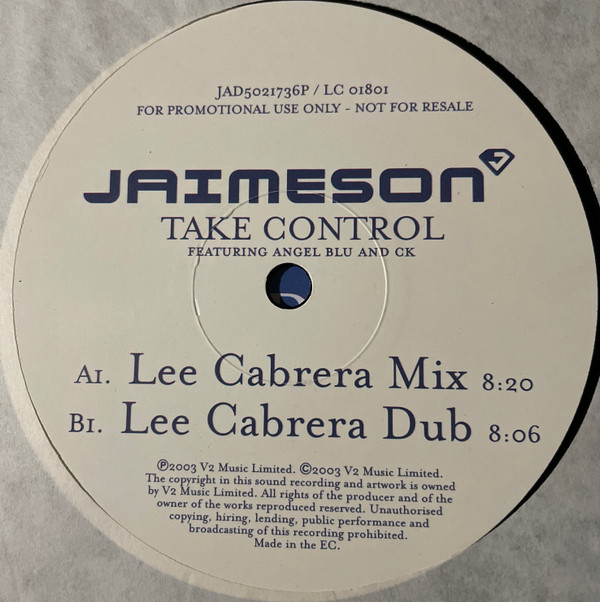 JAD5021736P / LC 01801
FOR PROMOTIONAL USE ONLY - NOT FOR RESALE
JAIMESON
TAKE CONTROL
FEATURING ANGEL BLU AND CK
A1. Lee Cabrera Mix 8:20
B1. Lee Cabrera Dub 8:06
℗2003 V2 Music Limited. ©2003 V2 Music Limited.
The copyright in this sound recording and artwork is owned
by V2 Music Limited. All rights of the producer and of the
owner of the works reproduced reserved. Unauthorised
copying, hiring, lending, public performance and
broadcasting of this recording prohibited.
Made in the EC.